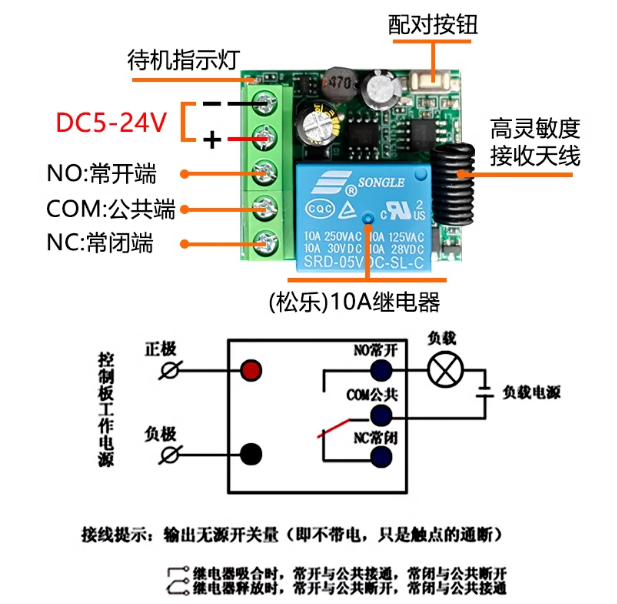 配对按钮
待机指示灯
DC5-24V
470
高灵敏度
接收天线
NO:常开端
COM:公共端
NC:常闭端
® SONGLE
CQC c UL US 2
10A 250VAC 10A 125VAC
10A 30VDC 10A 28VDC
SRD-05VDC-SL-C
(松乐)10A继电器
控制板工作电源
正极
负极
NO常开
COM公共
NC常闭
负载
负载电源
接线提示：输出无源开关量（即不带电，只是触点的通断）
继电器吸合时，常开与公共接通，常闭与公共断开
继电器释放时，常开与公共断开，常闭与公共接通